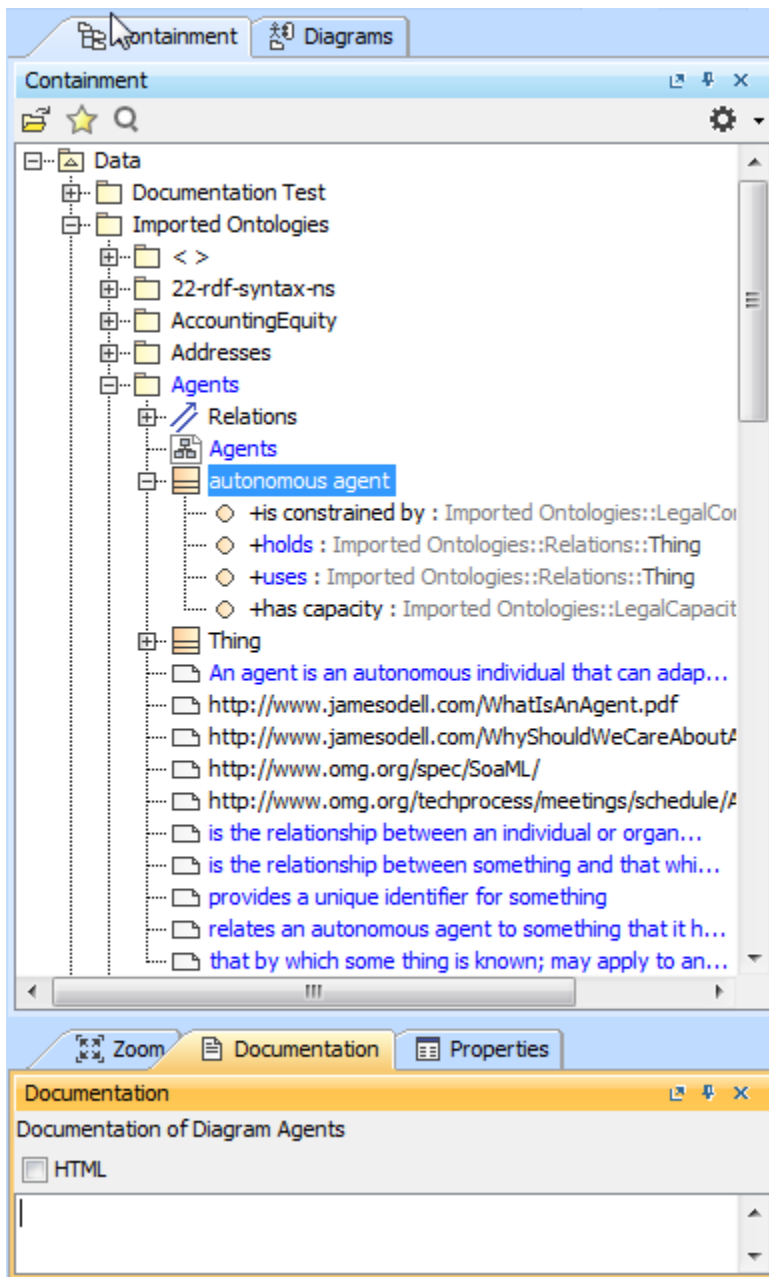 Containment Diagrams
Containment
Data
Documentation Test
Imported Ontologies
< >
22-rdf-syntax-ns
AccountingEquity
Addresses
Agents
Relations
Agents
autonomous agent
+is constrained by : Imported Ontologies::LegalCo
+holds : Imported Ontologies::Relations::Thing
+uses : Imported Ontologies::Relations::Thing
+has capacity : Imported Ontologies::LegalCapacit
Thing
An agent is an autonomous individual that can adap...
http://www.jamesodell.com/WhatIsAnAgent.pdf
http://www.jamesodell.com/WhyShouldWeCareAboutA
http://www.omg.org/spec/SoaML/
http://www.omg.org/techprocess/meetings/schedule/A
is the relationship between an individual or organ...
is the relationship between something and that whi...
provides a unique identifier for something
relates an autonomous agent to something that it h...
that by which some thing is known; may apply to an...
Zoom Documentation Properties
Documentation
Documentation of Diagram Agents
HTML